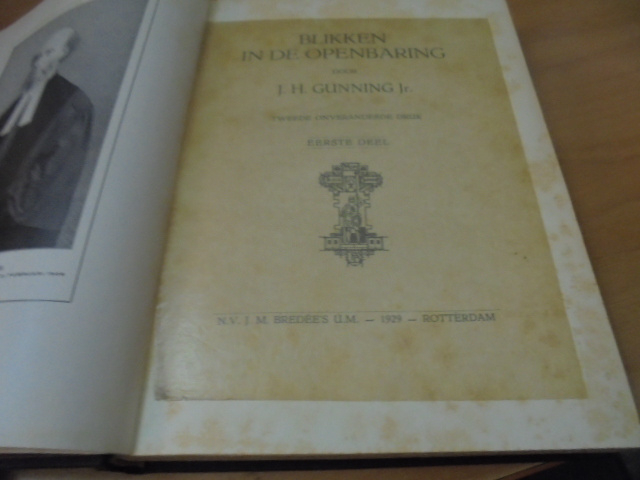 BLIKKEN
IN DE OPENBARING
DOOR
J. H. GUNNING Jr.
TWEEDE ONVERANDERDE DRUK
EERSTE DEEL
N.V. J. M. BREDÉE'S U.M. — 1929 — ROTTERDAM